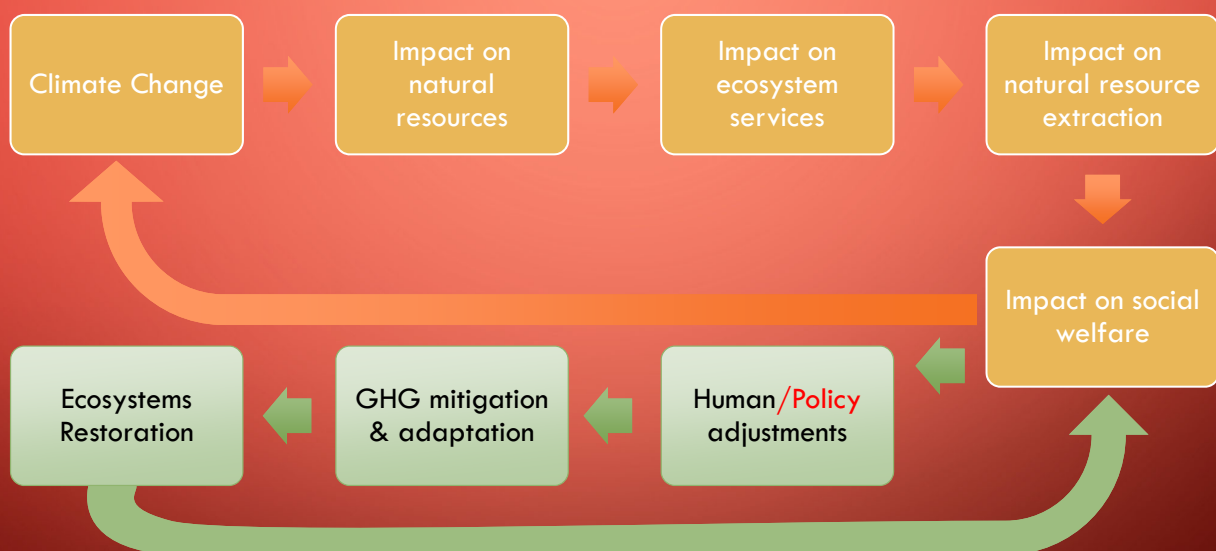 Climate Change
Impact on
natural
resources
Impact on
ecosystem
services
Impact on
natural resource
extraction
Impact on social
welfare
Human/Policy
adjustments
GHG mitigation
& adaptation
Ecosystems
Restoration